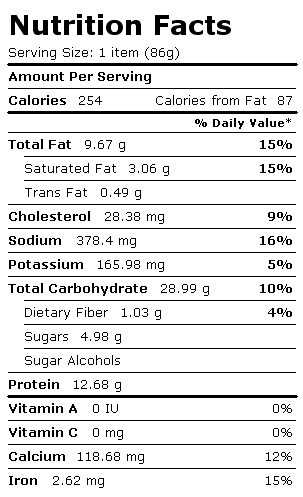 Nutrition Facts
Serving Size: 1 item (86g)
Amount Per Serving
Calories 254 Calories from Fat 87
% Daily Value*
Total Fat 9.67 g 15%
Saturated Fat 3.06 g 15%
Trans Fat 0.49 g
Cholesterol 28.38 mg 9%
Sodium 378.4 mg 16%
Potassium 165.98 mg 5%
Total Carbohydrate 28.99 g 10%
Dietary Fiber 1.03 g 4%
Sugars 4.98 g
Sugar Alcohols
Protein 12.68 g
Vitamin A 0 IU 0%
Vitamin C 0 mg 0%
Calcium 118.68 mg 12%
Iron 2.62 mg 15%